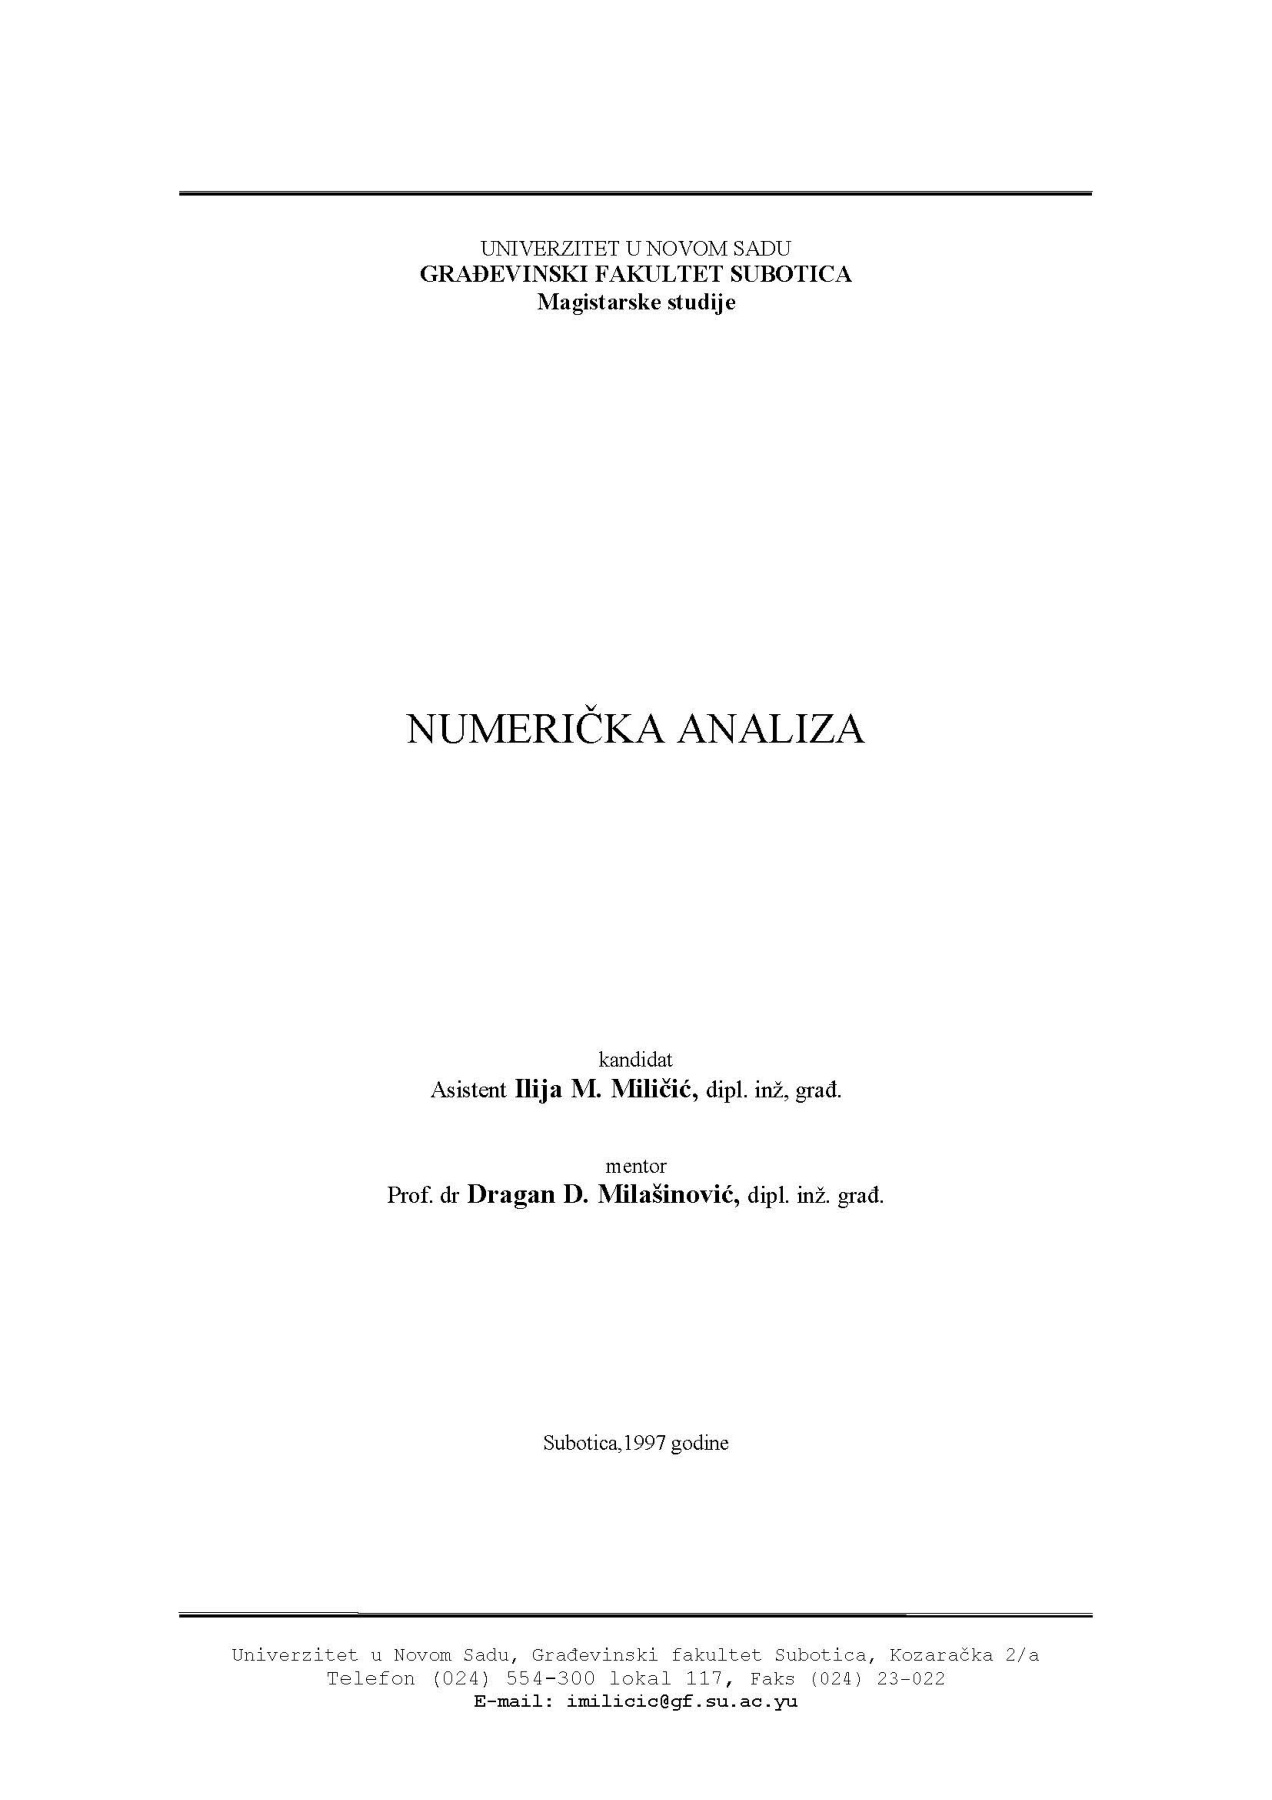 UNIVERZITET U NOVOM SADU
GRAĐEVINSKI FAKULTET SUBOTICA
Magistarske studije
NUMERIČKA ANALIZA
kandidat
Asistent Ilija M. Miličić, dipl. inž, građ.
mentor
Prof. dr Dragan D. Milašinović, dipl. inž. građ.
Subotica,1997 godine
Univerzitet u Novom Sadu, Građevinski fakultet Subotica, Kozaračka 2/a
Telefon (024) 554-300 lokal 117, Faks (024) 23-022
E-mail: imilicic@gf.su.ac.yu